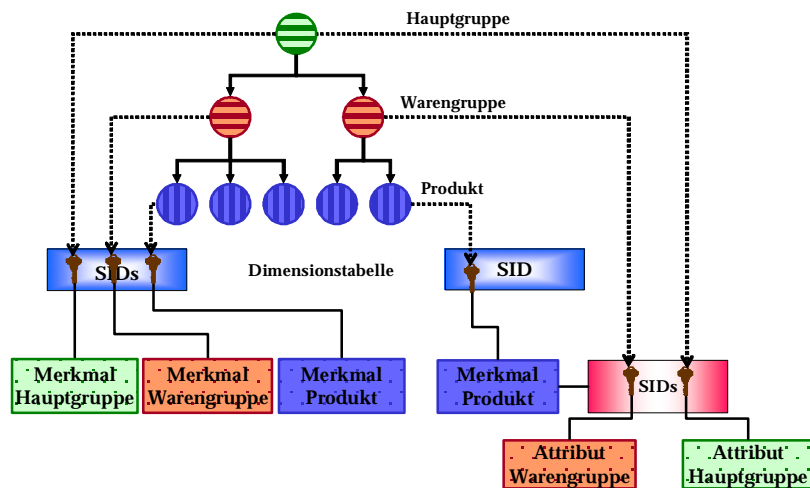 Hauptgruppe
Warengruppe
Produkt
SIDs
Dimensionstabelle
SID
Merkmal
Hauptgruppe
Merkmal
Warengruppe
Merkmal
Produkt
Merkmal
Produkt
SIDs
Attribut
Warengruppe
Attribut
Hauptgruppe